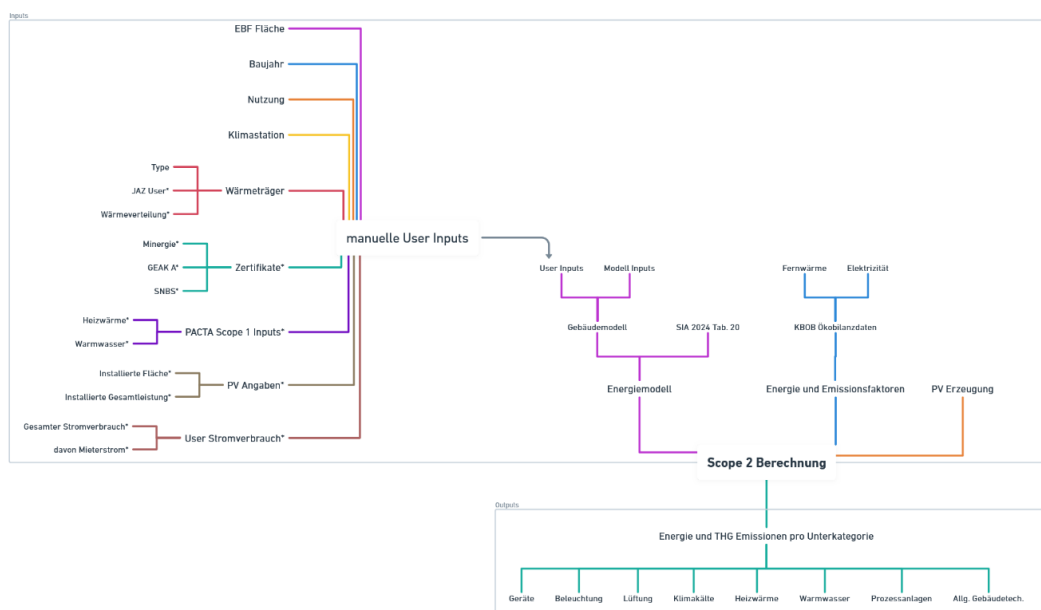 Inputs
EBF Fläche
Baujahr
Nutzung
Klimastation
Type
JAZ User*
Wärmeträger
Wärmeverteilung*
manuelle User Inputs
Minergie*
GEAK A*
Zertifikate*
SNBS*
User Inputs
Modell Inputs
Fernwärme
Elektrizität
Heizwärme*
PACTA Scope 1 Inputs*
Warmwasser*
Gebäudemodell
SIA 2024 Tab. 20
KBOB Ökobilanzdaten
Installierte Fläche*
PV Angaben*
Installierte Gesamtleistung*
Energiemodell
Energie und Emissionsfaktoren
PV Erzeugung
Gesamter Stromverbrauch*
User Stromverbrauch*
davon Mieterstrom*
Scope 2 Berechnung
Outputs
Energie und THG Emissionen pro Unterkategorie
Geräte
Beleuchtung
Lüftung
Klimakälte
Heizwärme
Warmwasser
Prozessanlagen
Allg. Gebäudetech.